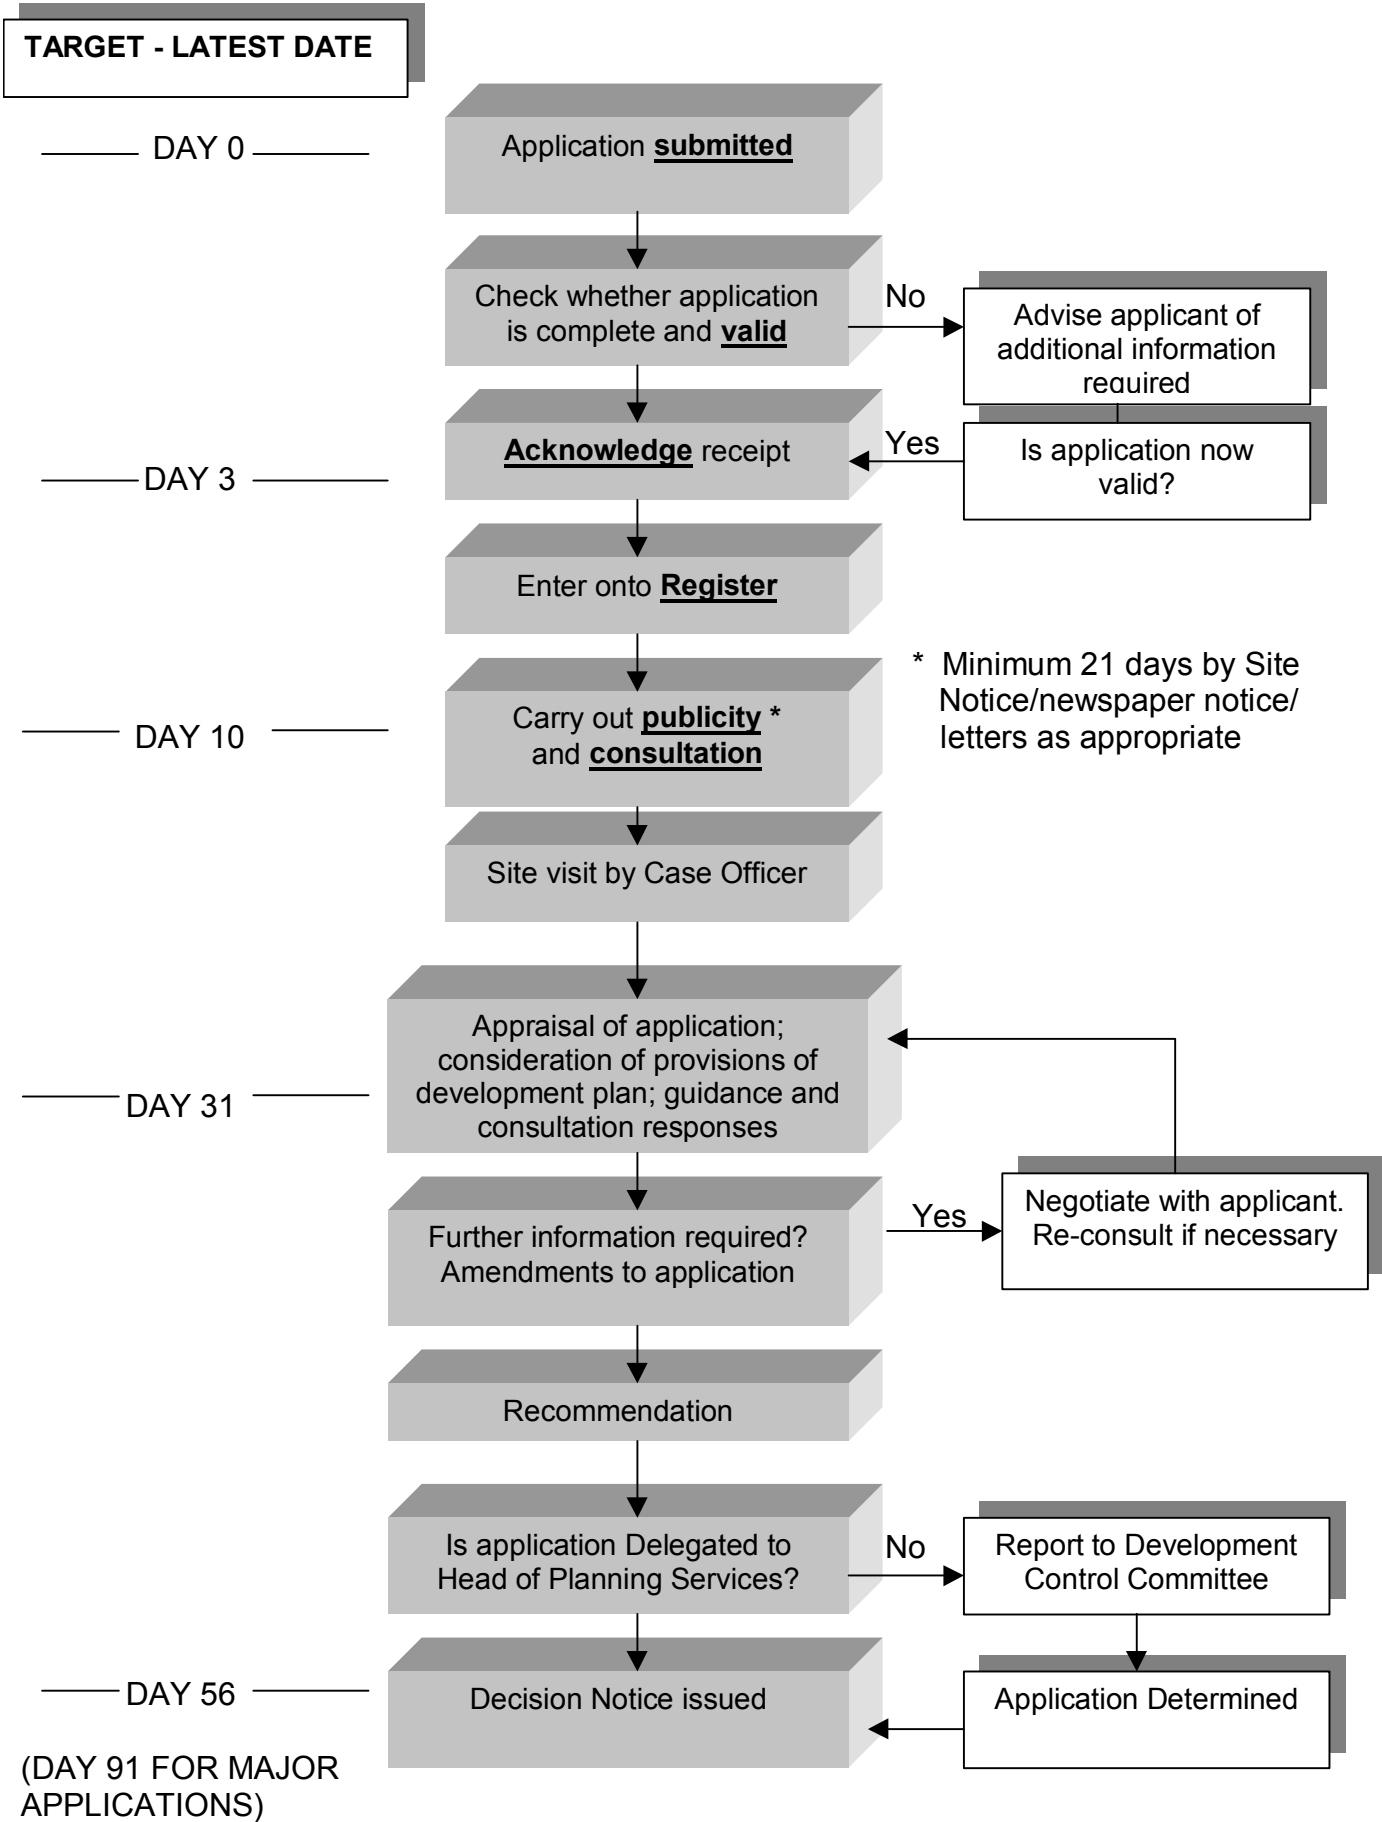 TARGET - LATEST DATE
DAY 0
Application submitted
Check whether application
is complete and valid
No
Advise applicant of
additional information
required
Acknowledge receipt
Yes
Is application now
valid?
DAY 3
Enter onto Register
Carry out publicity *
and consultation
* Minimum 21 days by Site
Notice/newspaper notice/
letters as appropriate
DAY 10
Site visit by Case Officer
Appraisal of application;
consideration of provisions of
development plan; guidance and
consultation responses
DAY 31
Further information required?
Amendments to application
Yes
Negotiate with applicant.
Re-consult if necessary
Recommendation
Is application Delegated to
Head of Planning Services?
No
Report to Development
Control Committee
DAY 56
Decision Notice issued
Application Determined
(DAY 91 FOR MAJOR
APPLICATIONS)